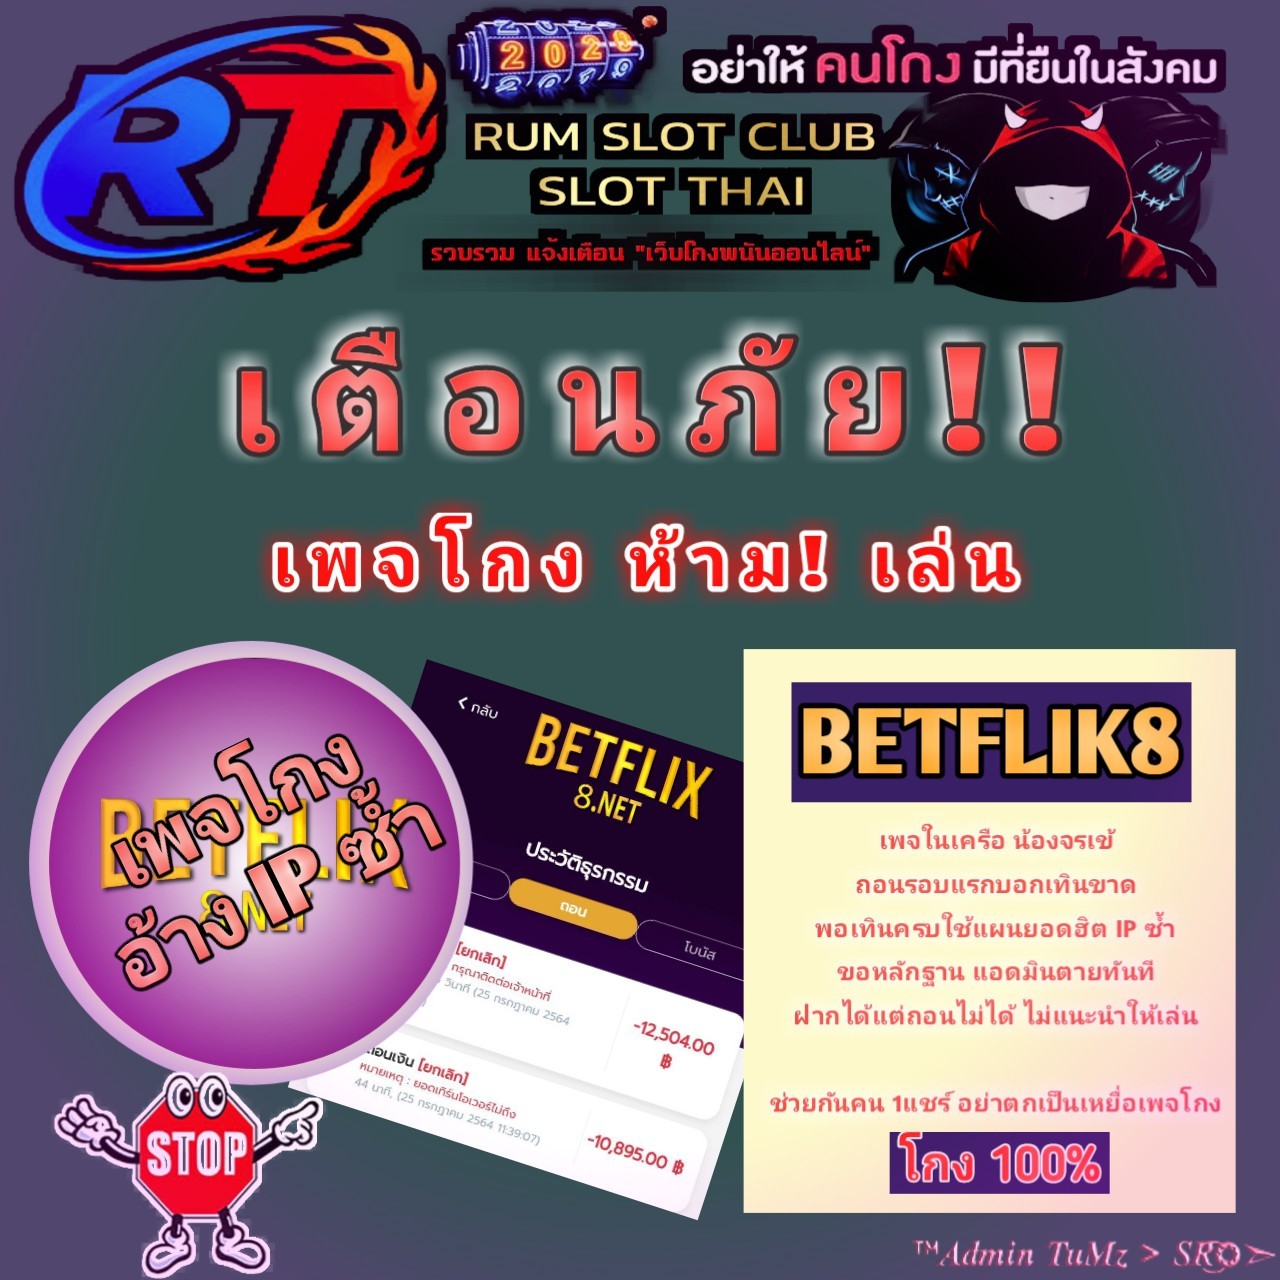 RT
2020
อย่าให้ คนโกง มีที่ยืนในสังคม
RUM SLOT CLUB
SLOT THAI
รวบรวม แจ้งเตือน "เว็บโกงพนันออนไลน์"
เตือนภัย!!
เพจโกง ห้าม! เล่น
BETFLIX
8.NET
เพจโกง
อ้าง IP ซ้ำ
กลับ
BETFLIX
8.NET
ประวัติธุรกรรม
ถอน
โบนัส
[ยกเลิก]
กรุณาติดต่อเจ้าหน้าที่
วินาที (25 กรกฎาคม 2564
-12,504.00
฿
ถอนเงิน [ยกเลิก]
หมายเหตุ : ยอดเทิร์นโอเวอร์ไม่ถึง
44 นาที, (25 กรกฎาคม 2564 11:39:07)
-10,895.00 ฿
BETFLIK8
เพจในเครือ น้องจรเข้
ถอนรอบแรกบอกเทินขาด
พอเทินครบใช้แผนยอดฮิต IP ซ้ำ
ขอหลักฐาน แอดมินตายทันที
ฝากได้แต่ถอนไม่ได้ ไม่แนะนำให้เล่น
ช่วยกันคน 1แชร์ อย่าตกเป็นเหยื่อเพจโกง
โกง 100%
STOP
™Admin TuMz > SRO